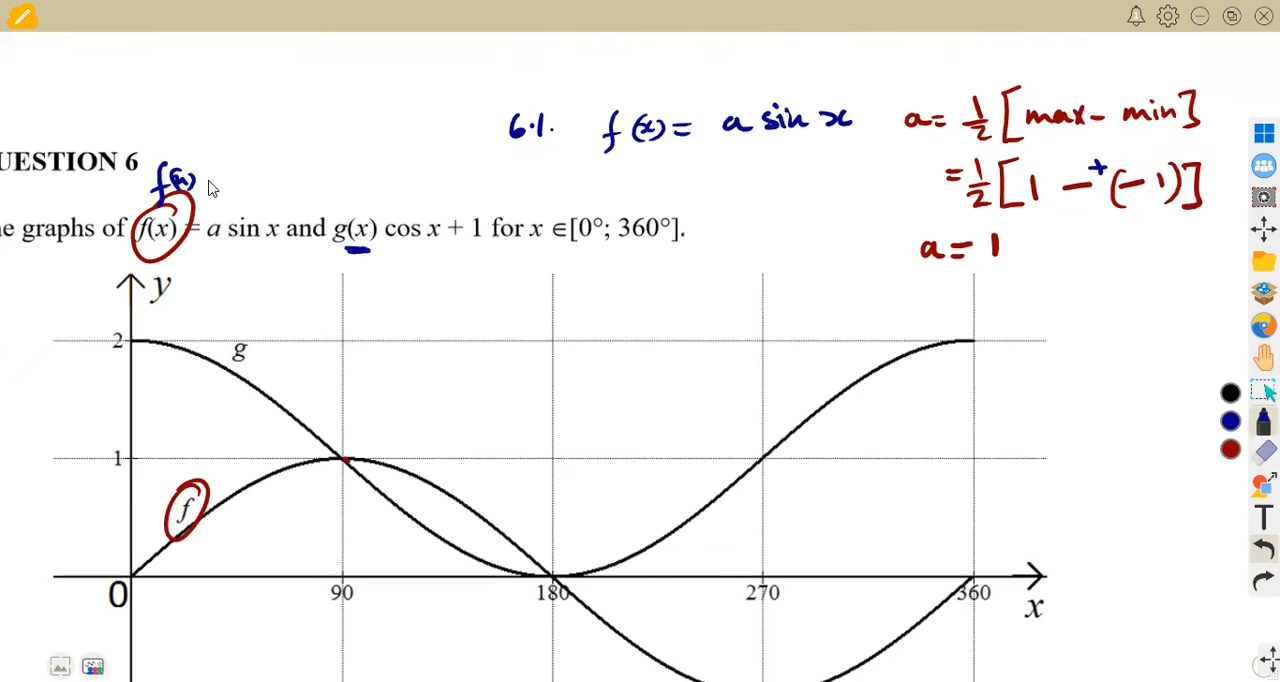 6.1. f(x) = a sin x
a = 1/2 [max - min]
= 1/2 [1 - + (-1)]
a = 1
UESTION 6
f(x)
e graphs of f(x) = a sin x and g(x) cos x + 1 for x ∈[0°; 360°].
y
2
g
1
f
0 90 180 270 360
x
T